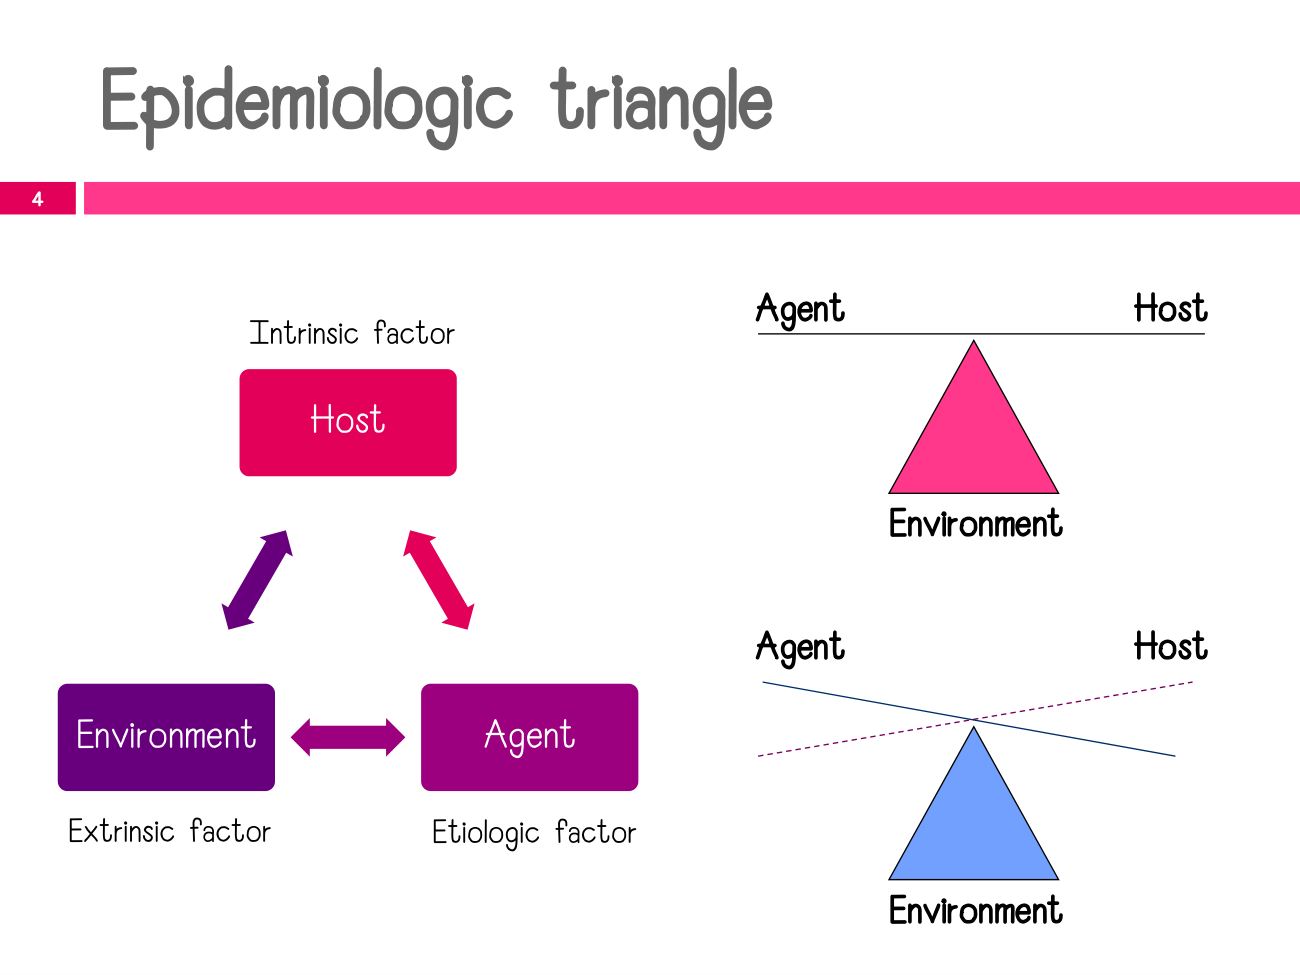 Epidemiologic triangle
4
Intrinsic factor
Host
Environment
Agent
Extrinsic factor
Etiologic factor
Agent
Host
Environment
Agent
Host
Environment